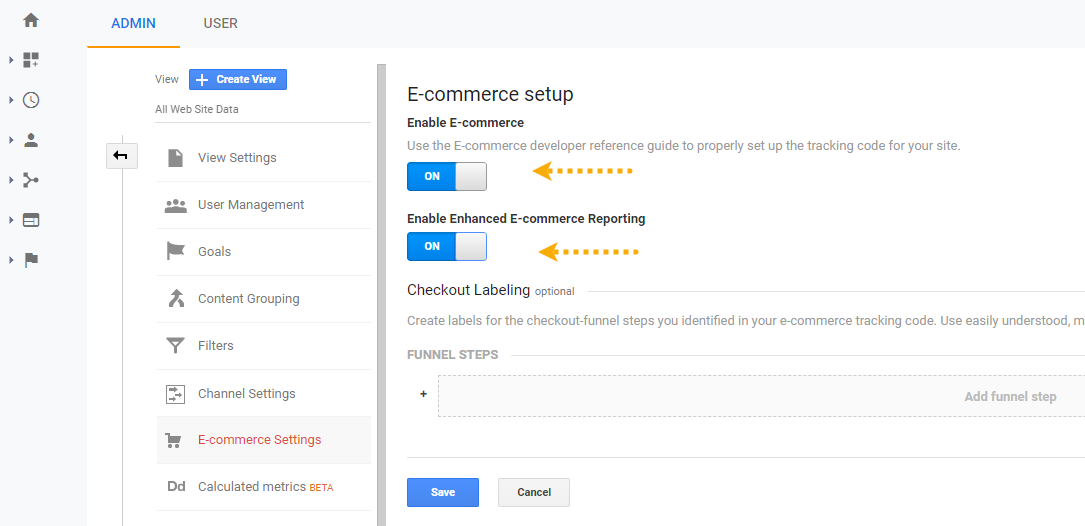 ADMIN
USER
View
Create View
All Web Site Data
View Settings
User Management
Goals
Content Grouping
Filters
Channel Settings
E-commerce Settings
Dd Calculated metrics BETA
E-commerce setup
Enable E-commerce
Use the E-commerce developer reference guide to properly set up the tracking code for your site.
ON
Enable Enhanced E-commerce Reporting
ON
Checkout Labeling optional
Create labels for the checkout-funnel steps you identified in your e-commerce tracking code. Use easily understood, m
FUNNEL STEPS
+ Add funnel step
Save
Cancel